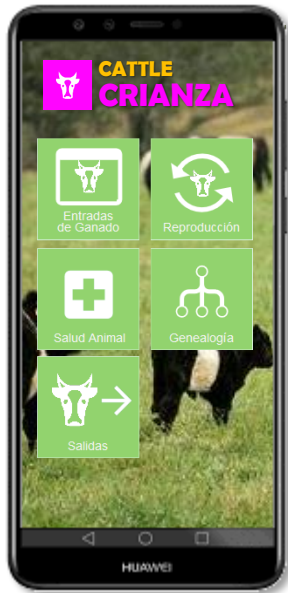 CATTLE
CRIANZA
Entradas
de Ganado
Reproducción
Salud Animal
Genealogía
Salidas
HUAWEI